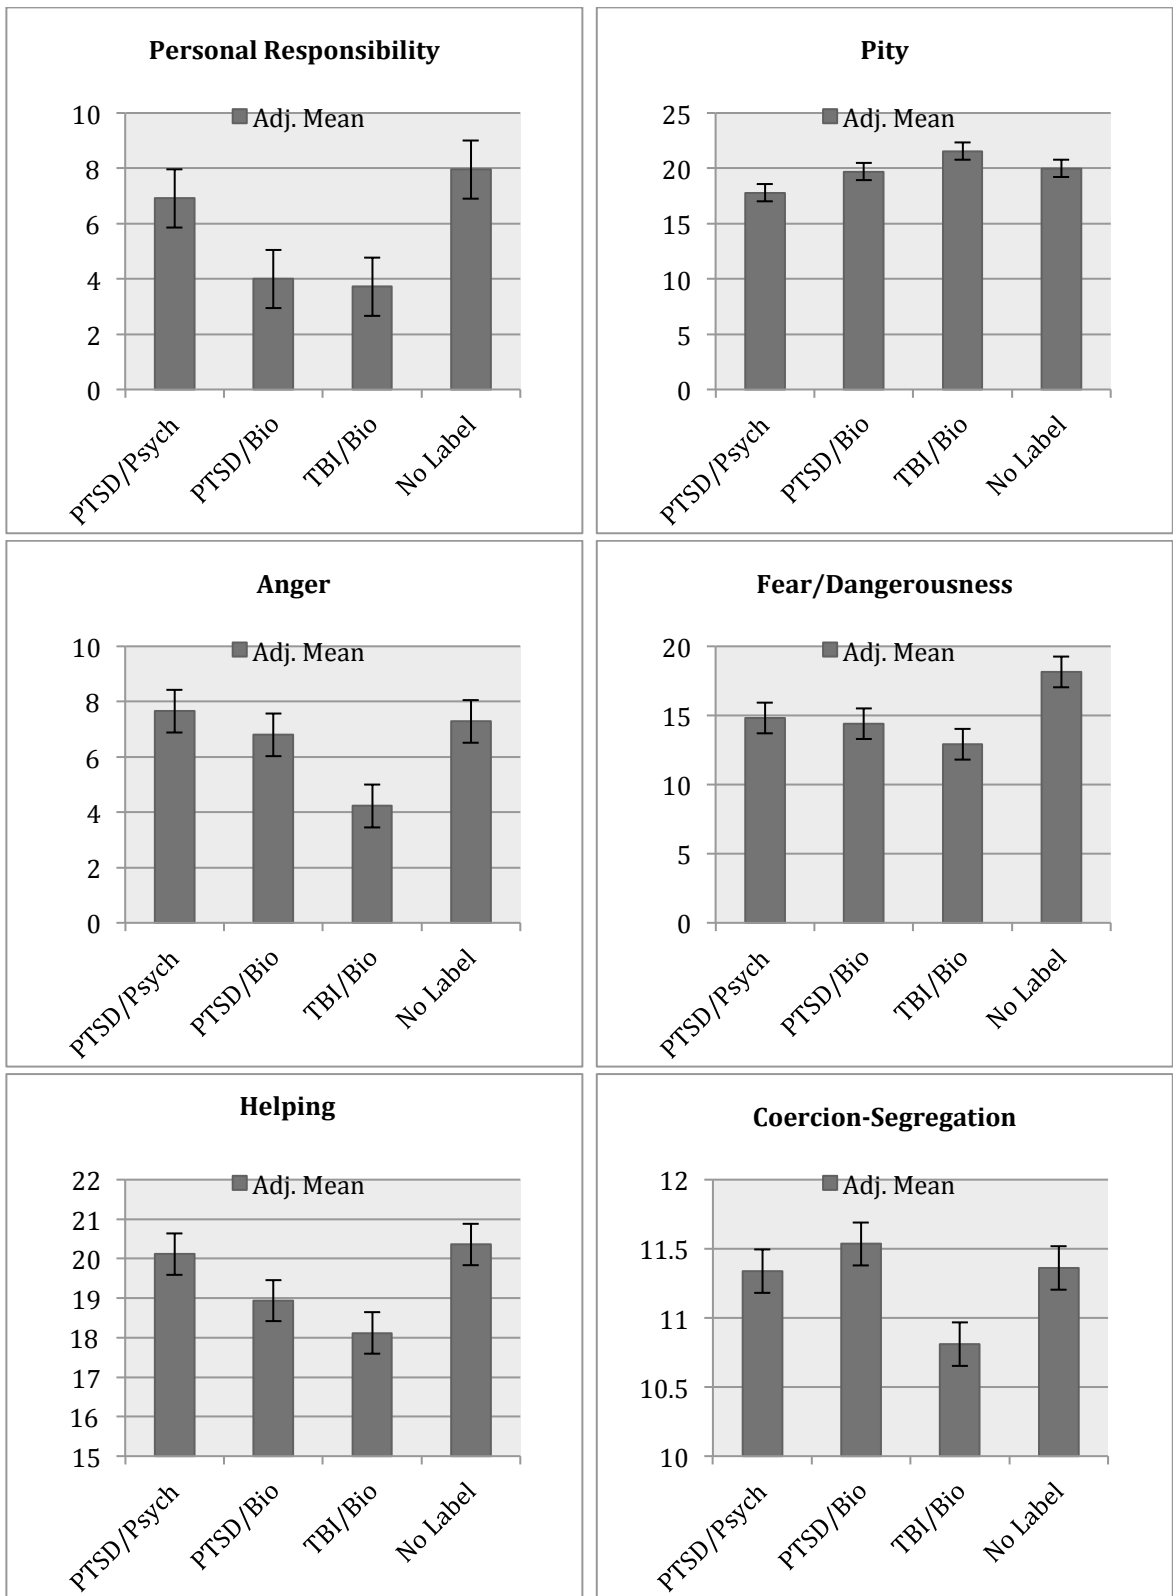 Personal Responsibility
Adj. Mean
10
8
6
4
2
0
PTSD/Psych
PTSD/Bio
TBI/Bio
No Label
Pity
Adj. Mean
25
20
15
10
5
0
PTSD/Psych
PTSD/Bio
TBI/Bio
No Label
Anger
Adj. Mean
10
8
6
4
2
0
PTSD/Psych
PTSD/Bio
TBI/Bio
No Label
Fear/Dangerousness
Adj. Mean
20
15
10
5
0
PTSD/Psych
PTSD/Bio
TBI/Bio
No Label
Helping
Adj. Mean
22
21
20
19
18
17
16
15
PTSD/Psych
PTSD/Bio
TBI/Bio
No Label
Coercion-Segregation
Adj. Mean
12
11.5
11
10.5
10
PTSD/Psych
PTSD/Bio
TBI/Bio
No Label